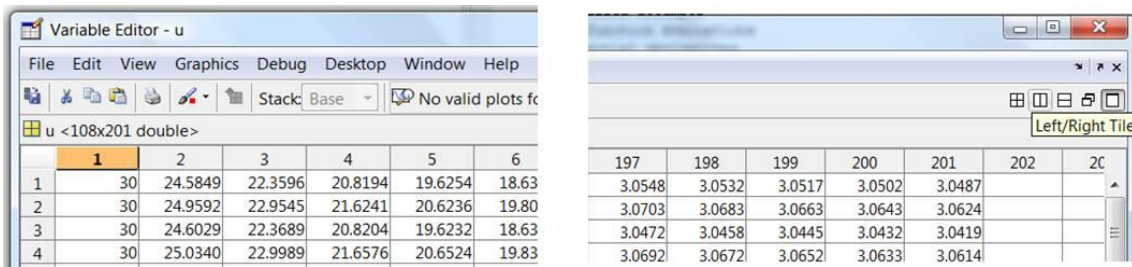 Variable Editor - u
File Edit View Graphics Debug Desktop Window Help
Stack: Base No valid plots fo
u <108x201 double>
1 2 3 4 5 6
1 30 24.5849 22.3596 20.8194 19.6254 18.63
2 30 24.9592 22.9545 21.6241 20.6236 19.80
3 30 24.6029 22.3689 20.8204 19.6232 18.63
4 30 25.0340 22.9989 21.6576 20.6524 19.83
Left/Right Tile
197 198 199 200 201 202 20
3.0548 3.0532 3.0517 3.0502 3.0487
3.0703 3.0683 3.0663 3.0643 3.0624
3.0472 3.0458 3.0445 3.0432 3.0419
3.0692 3.0672 3.0652 3.0633 3.0614